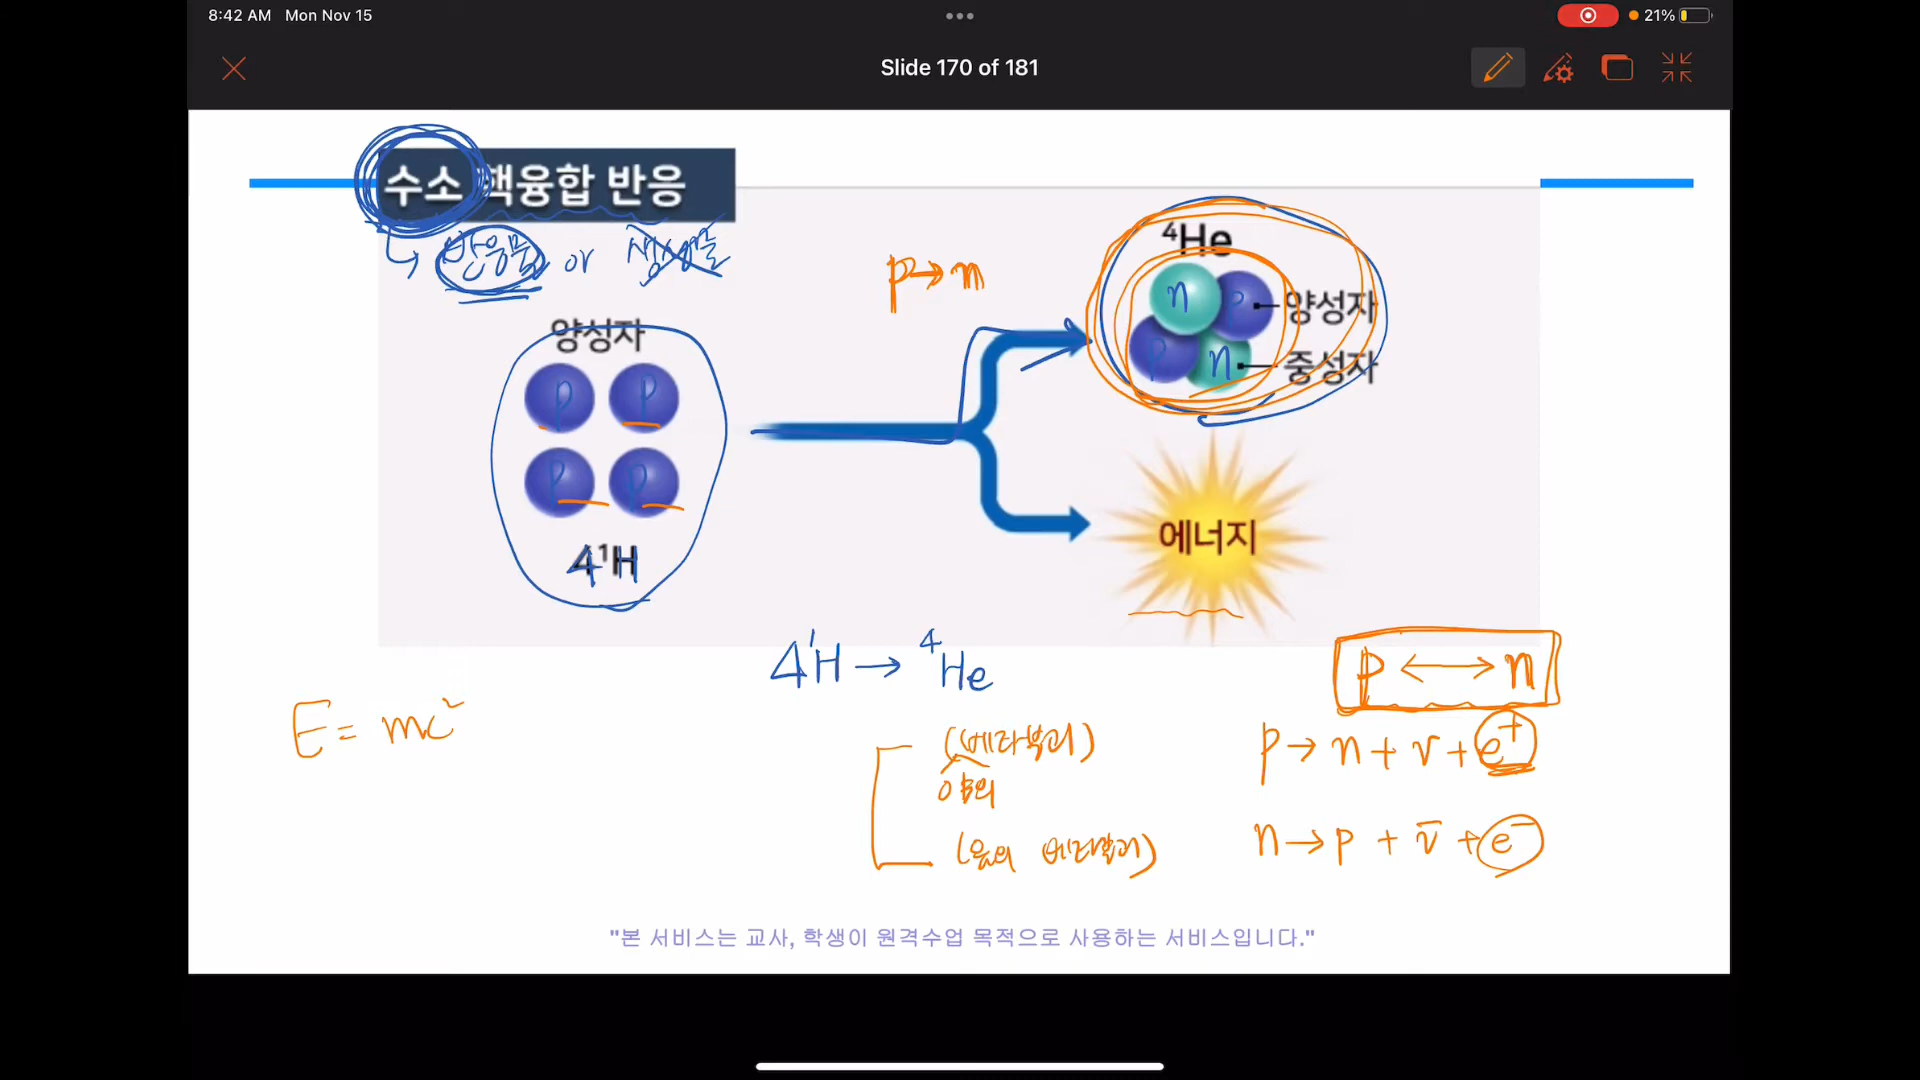 8:42 AM Mon Nov 15
21%
Slide 170 of 181
수소 핵융합 반응
반응물 or 생성물
p→n
⁴He
n p
p n
양성자
중성자
양성자
p p
p p
4¹H
에너지
4¹H → ⁴He
p ⟷ n
E = mc²
(베타붕괴)
양의
p → n + ν + e⁺
(음의 베타붕괴)
n → p + ν̄ + e⁻
"본 서비스는 교사, 학생이 원격수업 목적으로 사용하는 서비스입니다."